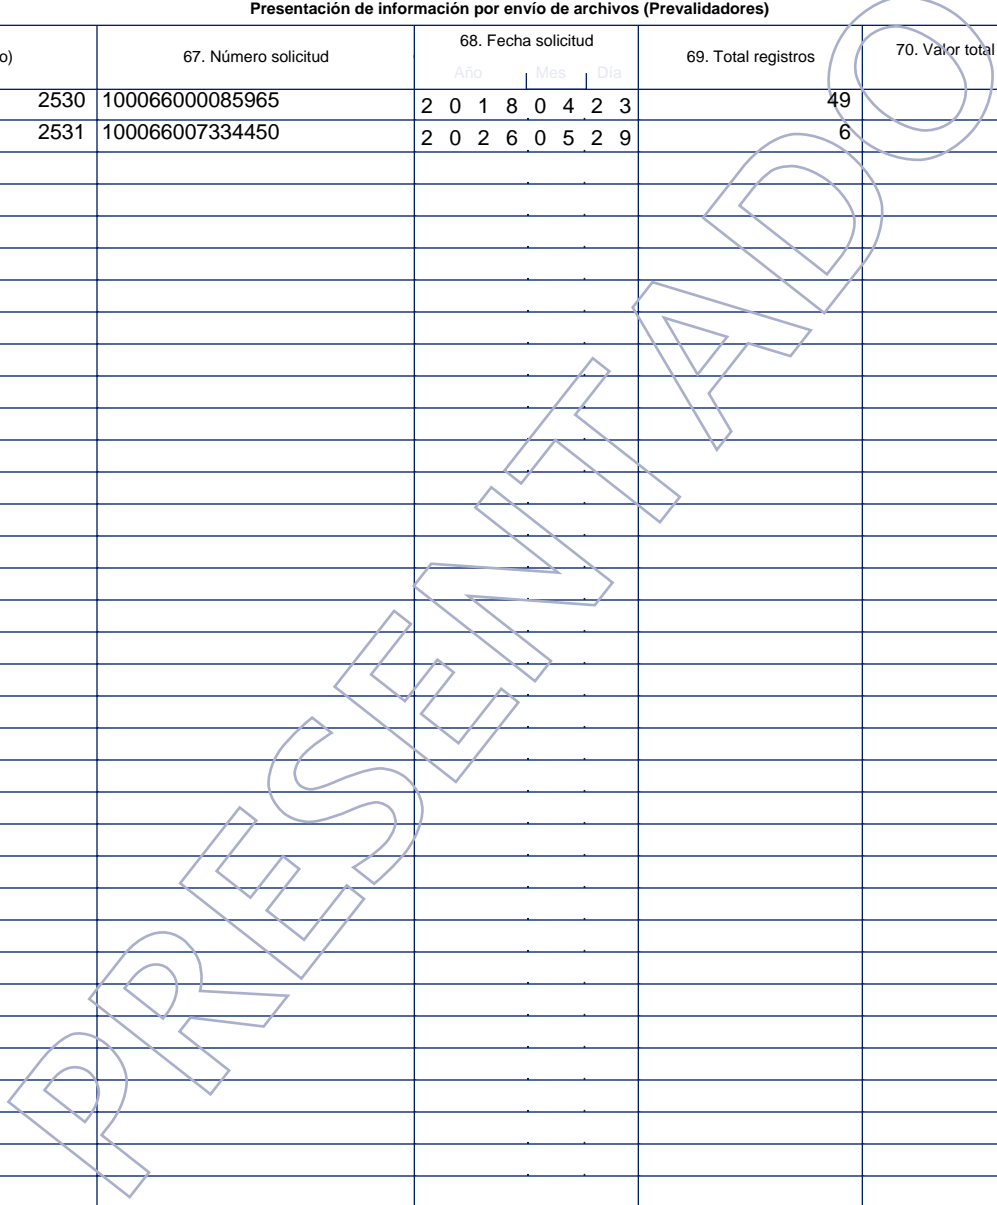 Presentación de información por envío de archivos (Prevalidadores)
o) 67. Número solicitud 68. Fecha solicitud 69. Total registros 70. Valor total
Año Mes Día
2530 100066000085965 2 0 1 8 0 4 2 3 49
2531 100066007334450 2 0 2 6 0 5 2 9 6
PRESENTADO